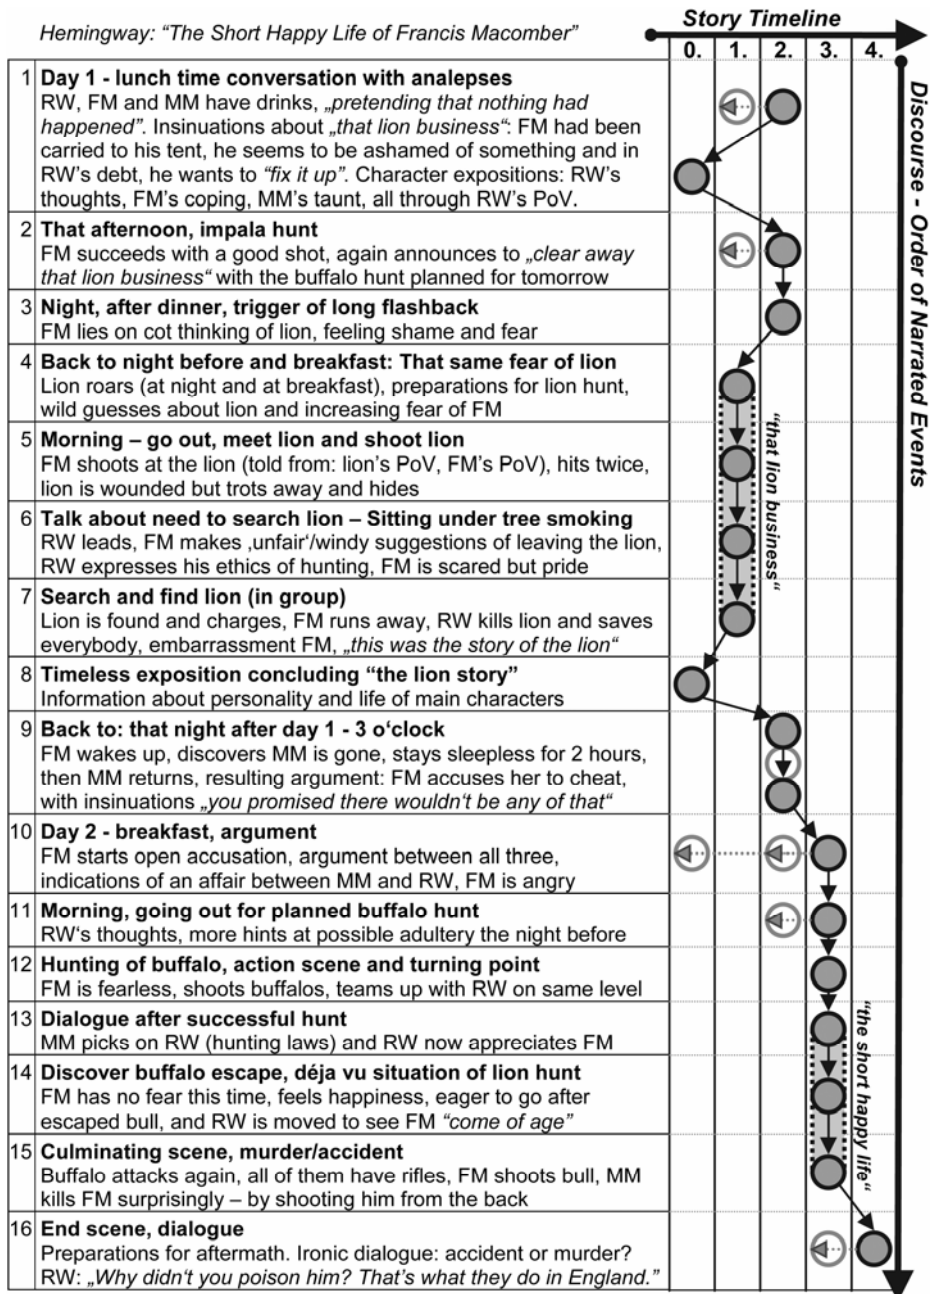 Hemingway: "The Short Happy Life of Francis Macomber"
Story Timeline
0. 1. 2. 3. 4.
1 Day 1 - lunch time conversation with analepses
RW, FM and MM have drinks, „pretending that nothing had
happened”. Insinuations about „that lion business“: FM had been
carried to his tent, he seems to be ashamed of something and in
RW’s debt, he wants to “fix it up”. Character expositions: RW’s
thoughts, FM’s coping, MM’s taunt, all through RW’s PoV.
2 That afternoon, impala hunt
FM succeeds with a good shot, again announces to „clear away
that lion business“ with the buffalo hunt planned for tomorrow
3 Night, after dinner, trigger of long flashback
FM lies on cot thinking of lion, feeling shame and fear
4 Back to night before and breakfast: That same fear of lion
Lion roars (at night and at breakfast), preparations for lion hunt,
wild guesses about lion and increasing fear of FM
5 Morning – go out, meet lion and shoot lion
FM shoots at the lion (told from: lion’s PoV, FM’s PoV), hits twice,
lion is wounded but trots away and hides
6 Talk about need to search lion – Sitting under tree smoking
RW leads, FM makes ‚unfair‘/windy suggestions of leaving the lion,
RW expresses his ethics of hunting, FM is scared but pride
7 Search and find lion (in group)
Lion is found and charges, FM runs away, RW kills lion and saves
everybody, embarrassment FM, „this was the story of the lion“
8 Timeless exposition concluding “the lion story”
Information about personality and life of main characters
9 Back to: that night after day 1 - 3 o‘clock
FM wakes up, discovers MM is gone, stays sleepless for 2 hours,
then MM returns, resulting argument: FM accuses her to cheat,
with insinuations „you promised there wouldn‘t be any of that“
10 Day 2 - breakfast, argument
FM starts open accusation, argument between all three,
indications of an affair between MM and RW, FM is angry
11 Morning, going out for planned buffalo hunt
RW‘s thoughts, more hints at possible adultery the night before
12 Hunting of buffalo, action scene and turning point
FM is fearless, shoots buffalos, teams up with RW on same level
13 Dialogue after successful hunt
MM picks on RW (hunting laws) and RW now appreciates FM
14 Discover buffalo escape, déja vu situation of lion hunt
FM has no fear this time, feels happiness, eager to go after
escaped bull, and RW is moved to see FM “come of age”
15 Culminating scene, murder/accident
Buffalo attacks again, all of them have rifles, FM shoots bull, MM
kills FM surprisingly – by shooting him from the back
16 End scene, dialogue
Preparations for aftermath. Ironic dialogue: accident or murder?
RW: „Why didn‘t you poison him? That’s what they do in England.”
"that lion business“
"the short happy life“
Discourse - Order of Narrated Events